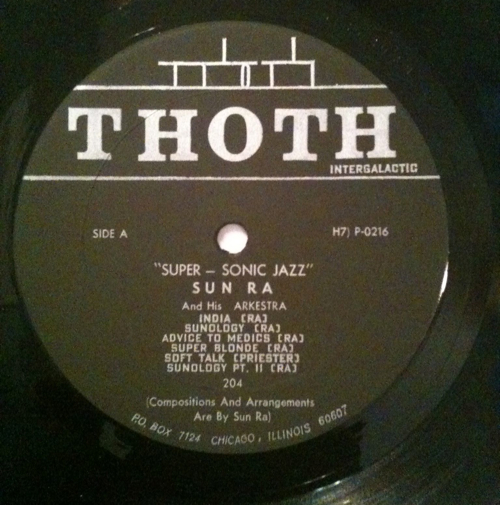 THOTH
INTERGALACTIC
SIDE A
H7) P-0216
"SUPER – SONIC JAZZ"
SUN RA
And His ARKESTRA
INDIA (RA)
SUNOLOGY (RA)
ADVICE TO MEDICS (RA)
SUPER BLONDE (RA)
SOFT TALK (PRIESTER)
SUNOLOGY PT. II (RA)
204
(Compositions And Arrangements
Are By Sun Ra)
P.O. BOX 7124 CHICAGO, ILLINOIS 60607